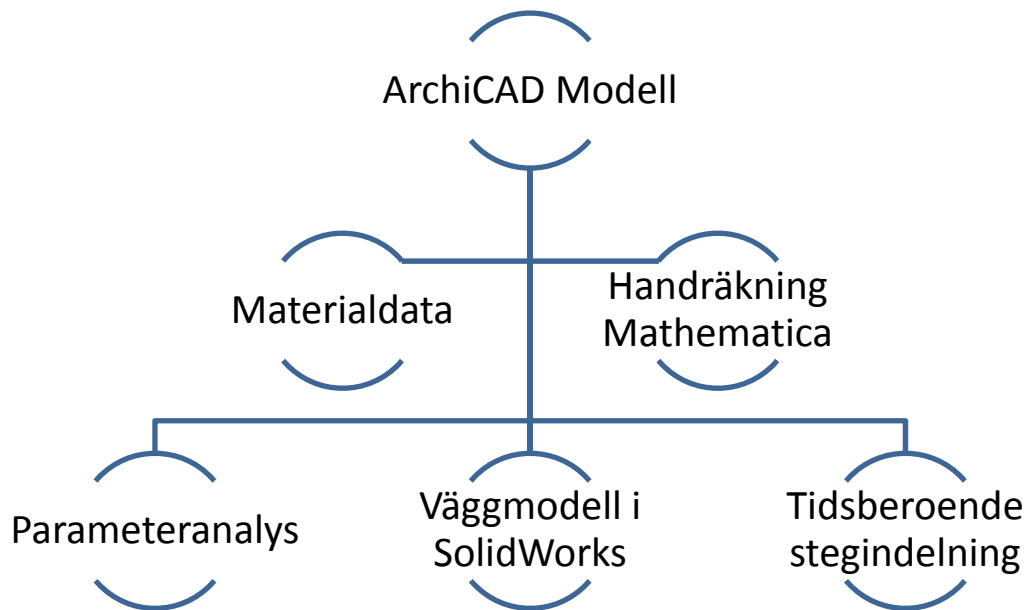 ArchiCAD Modell
Materialdata
Handräkning
Mathematica
Parameteranalys
Väggmodell i
SolidWorks
Tidsberoende
stegindelning